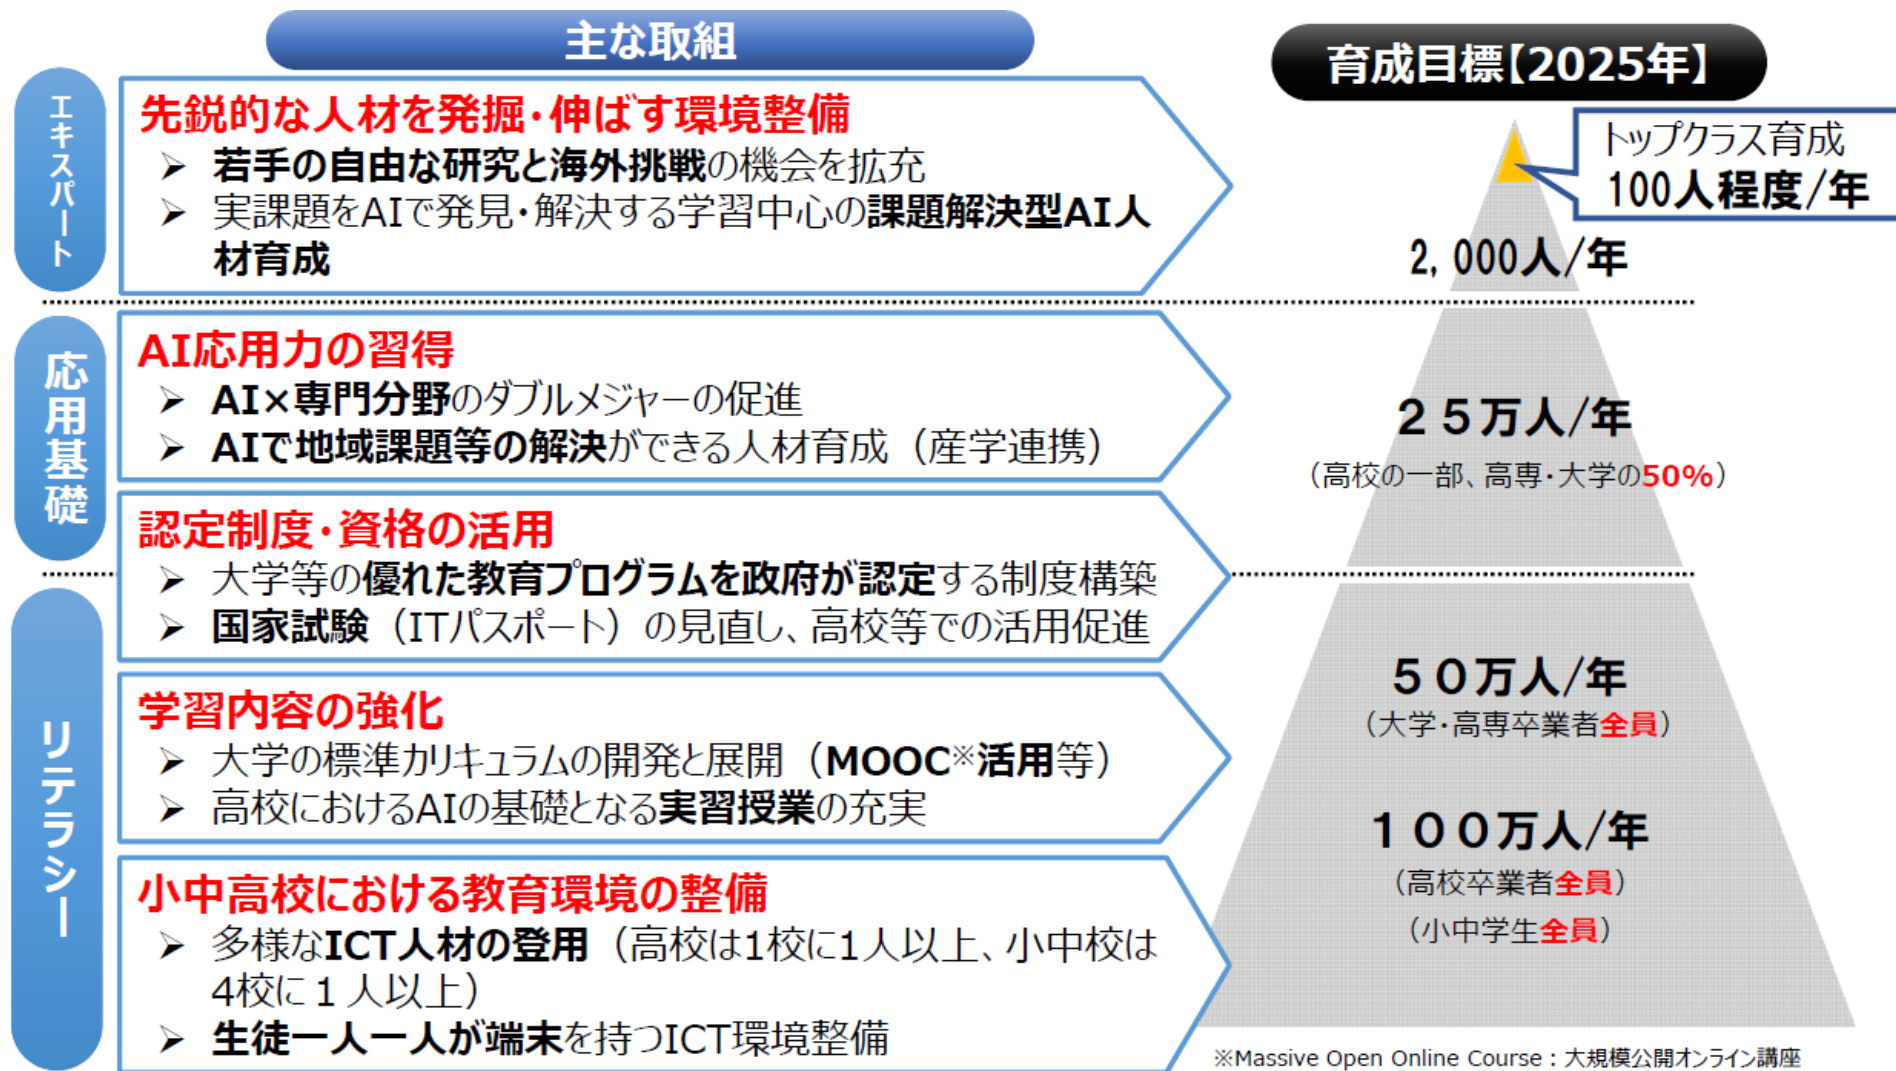 主な取組
育成目標【2025年】
エキスパート
先鋭的な人材を発掘・伸ばす環境整備
➢ 若手の自由な研究と海外挑戦の機会を拡充
➢ 実課題をAIで発見・解決する学習中心の課題解決型AI人
材育成
トップクラス育成
100人程度/年
2,000人/年
応用基礎
AI応用力の習得
➢ AI×専門分野のダブルメジャーの促進
➢ AIで地域課題等の解決ができる人材育成（産学連携）
２５万人/年
（高校の一部、高専・大学の50%）
認定制度・資格の活用
➢ 大学等の優れた教育プログラムを政府が認定する制度構築
➢ 国家試験（ITパスポート）の見直し、高校等での活用促進
リテラシー
学習内容の強化
➢ 大学の標準カリキュラムの開発と展開（MOOC※活用等）
➢ 高校におけるAIの基礎となる実習授業の充実
５０万人/年
（大学・高専卒業者全員）
小中高校における教育環境の整備
➢ 多様なICT人材の登用（高校は1校に1人以上、小中校は
4校に１人以上）
➢ 生徒一人一人が端末を持つICT環境整備
１００万人/年
（高校卒業者全員）
（小中学生全員）
※Massive Open Online Course：大規模公開オンライン講座